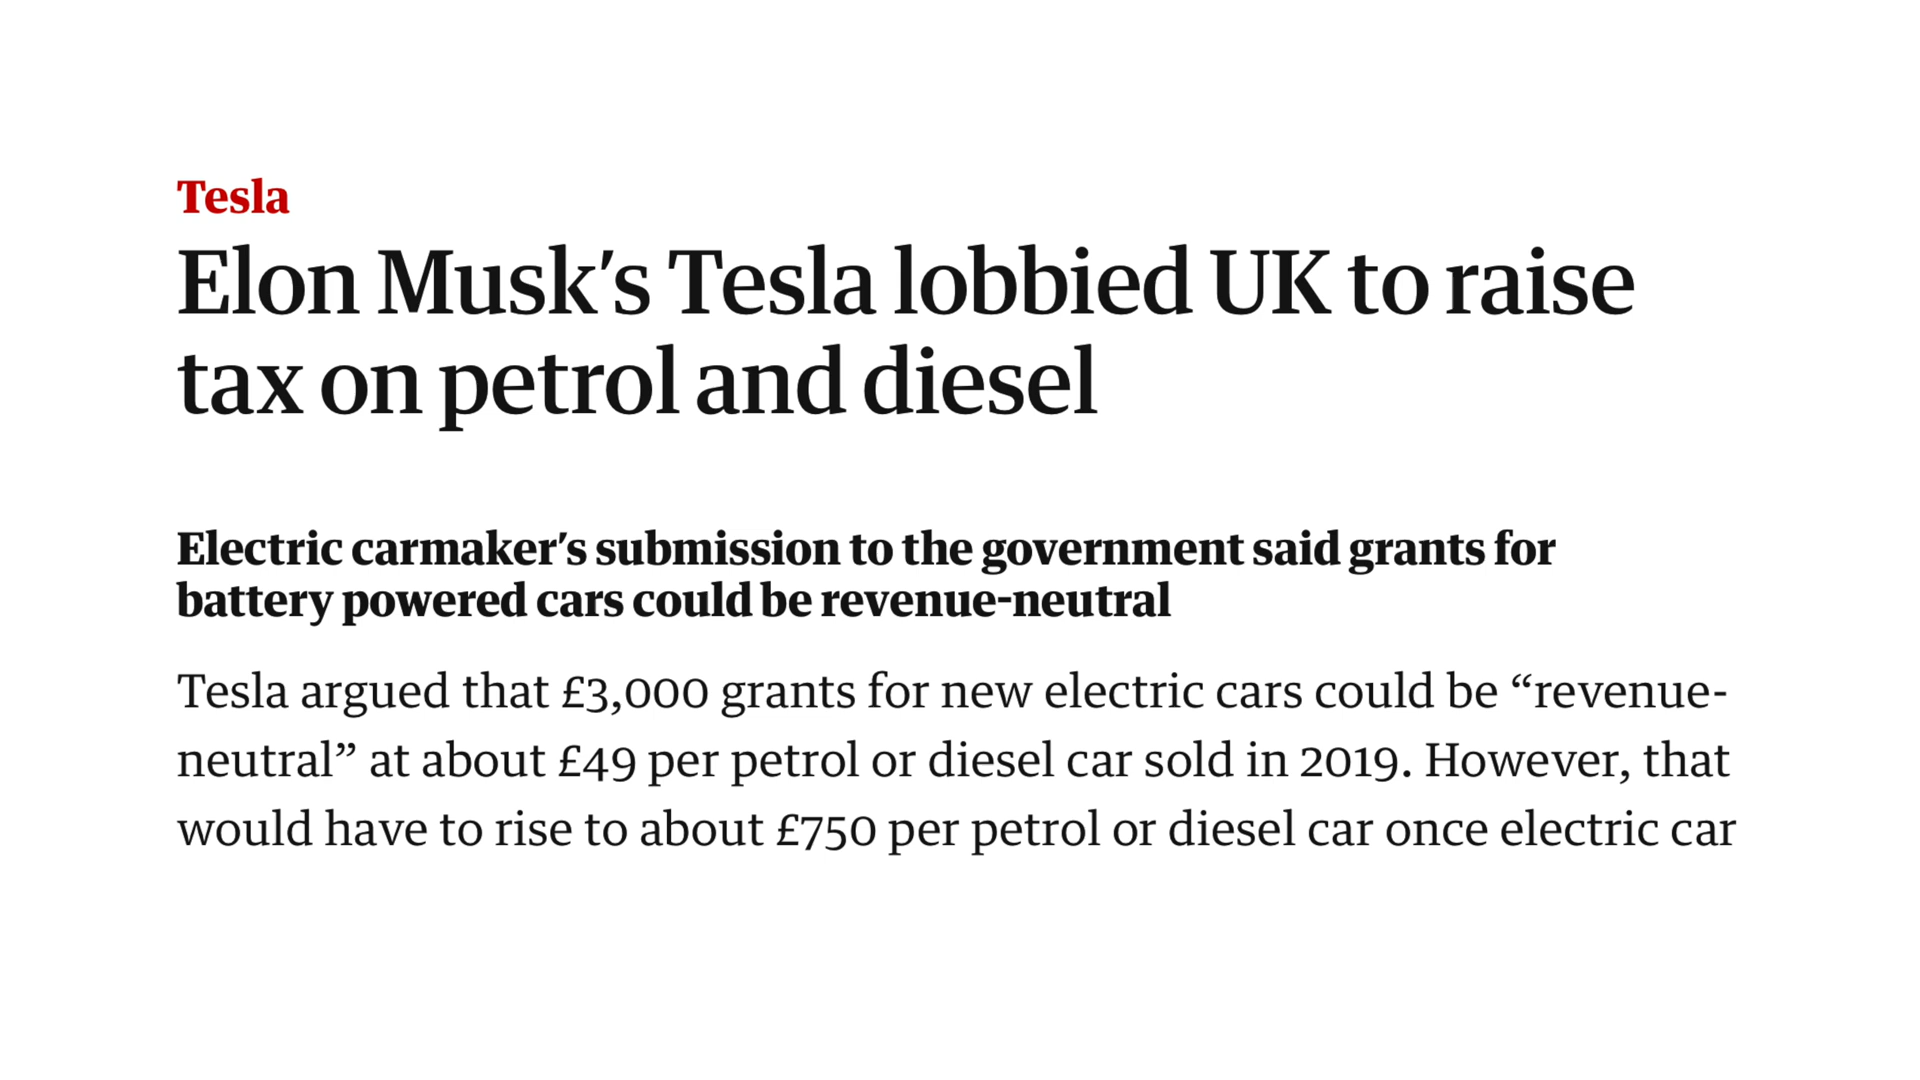 Tesla
Elon Musk’s Tesla lobbied UK to raise
tax on petrol and diesel
Electric carmaker’s submission to the government said grants for
battery powered cars could be revenue-neutral
Tesla argued that £3,000 grants for new electric cars could be “revenue-
neutral” at about £49 per petrol or diesel car sold in 2019. However, that
would have to rise to about £750 per petrol or diesel car once electric car